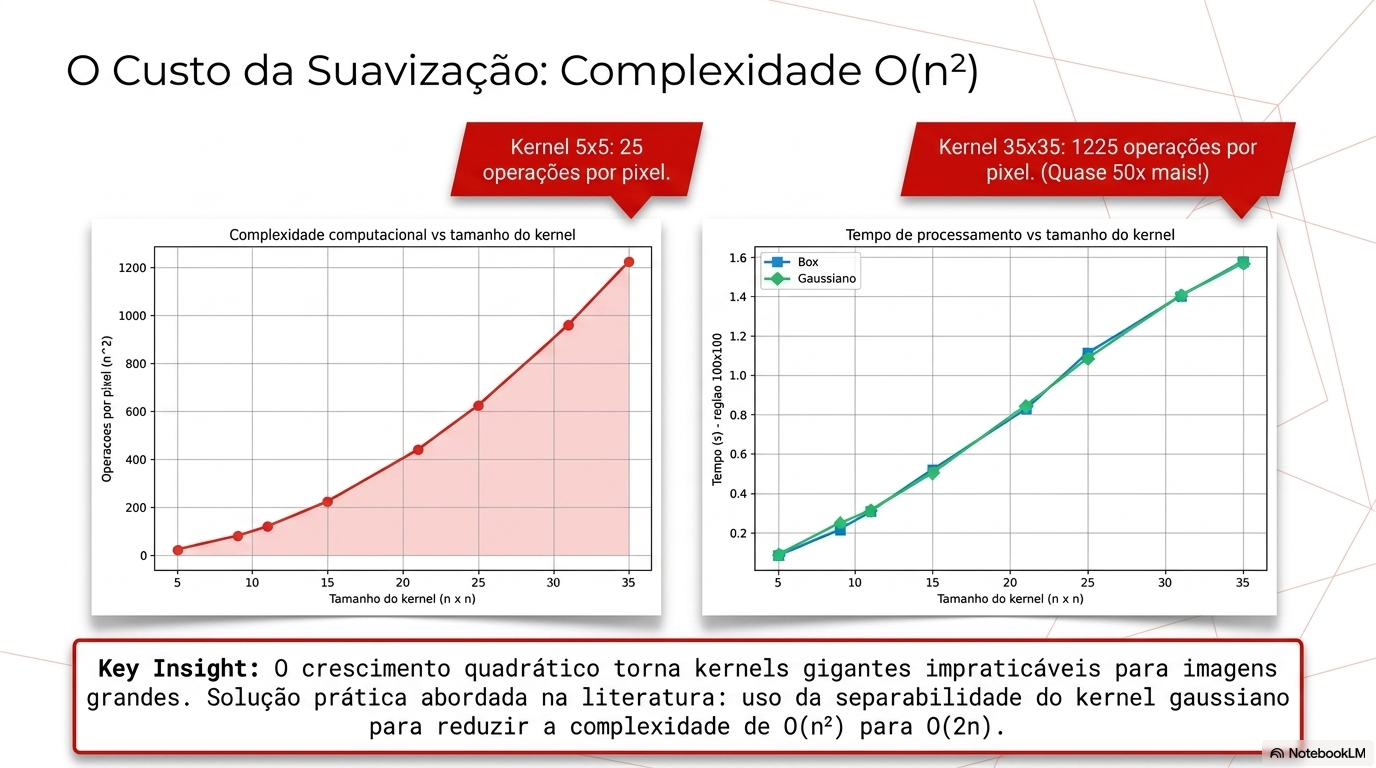 O Custo da Suavização: Complexidade O(n²)
Kernel 5x5: 25
operações por pixel.
Kernel 35x35: 1225 operações por
pixel. (Quase 50x mais!)
Complexidade computacional vs tamanho do kernel
Operacoes por pixel (n^2)
1200
1000
800
600
400
200
0
5 10 15 20 25 30 35
Tamanho do kernel (n x n)
Tempo de processamento vs tamanho do kernel
Box
Gaussiano
Tempo (s) - regiao 100x100
1.6
1.4
1.2
1.0
0.8
0.6
0.4
0.2
5 10 15 20 25 30 35
Tamanho do kernel (n x n)
Key Insight: O crescimento quadrático torna kernels gigantes impraticáveis para imagens
grandes. Solução prática abordada na literatura: uso da separabilidade do kernel gaussiano
para reduzir a complexidade de O(n²) para O(2n).
NotebookLM